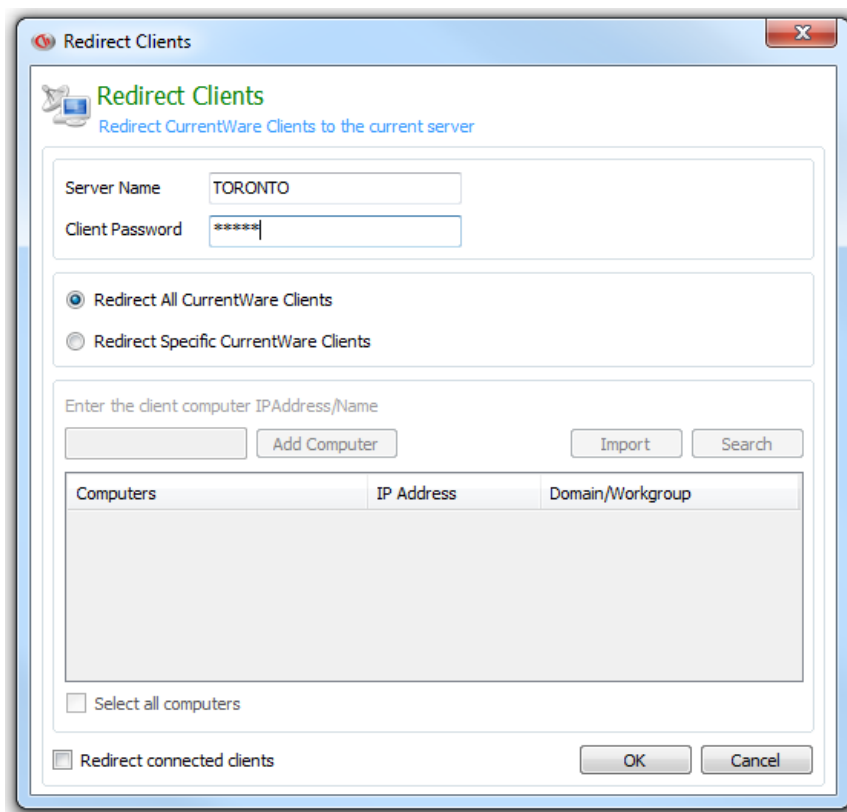 Redirect Clients
Redirect Clients
Redirect CurrentWare Clients to the current server
Server Name TORONTO
Client Password *****
Redirect All CurrentWare Clients
Redirect Specific CurrentWare Clients
Enter the client computer IPAddress/Name
Add Computer Import Search
Computers IP Address Domain/Workgroup
Select all computers
Redirect connected clients OK Cancel